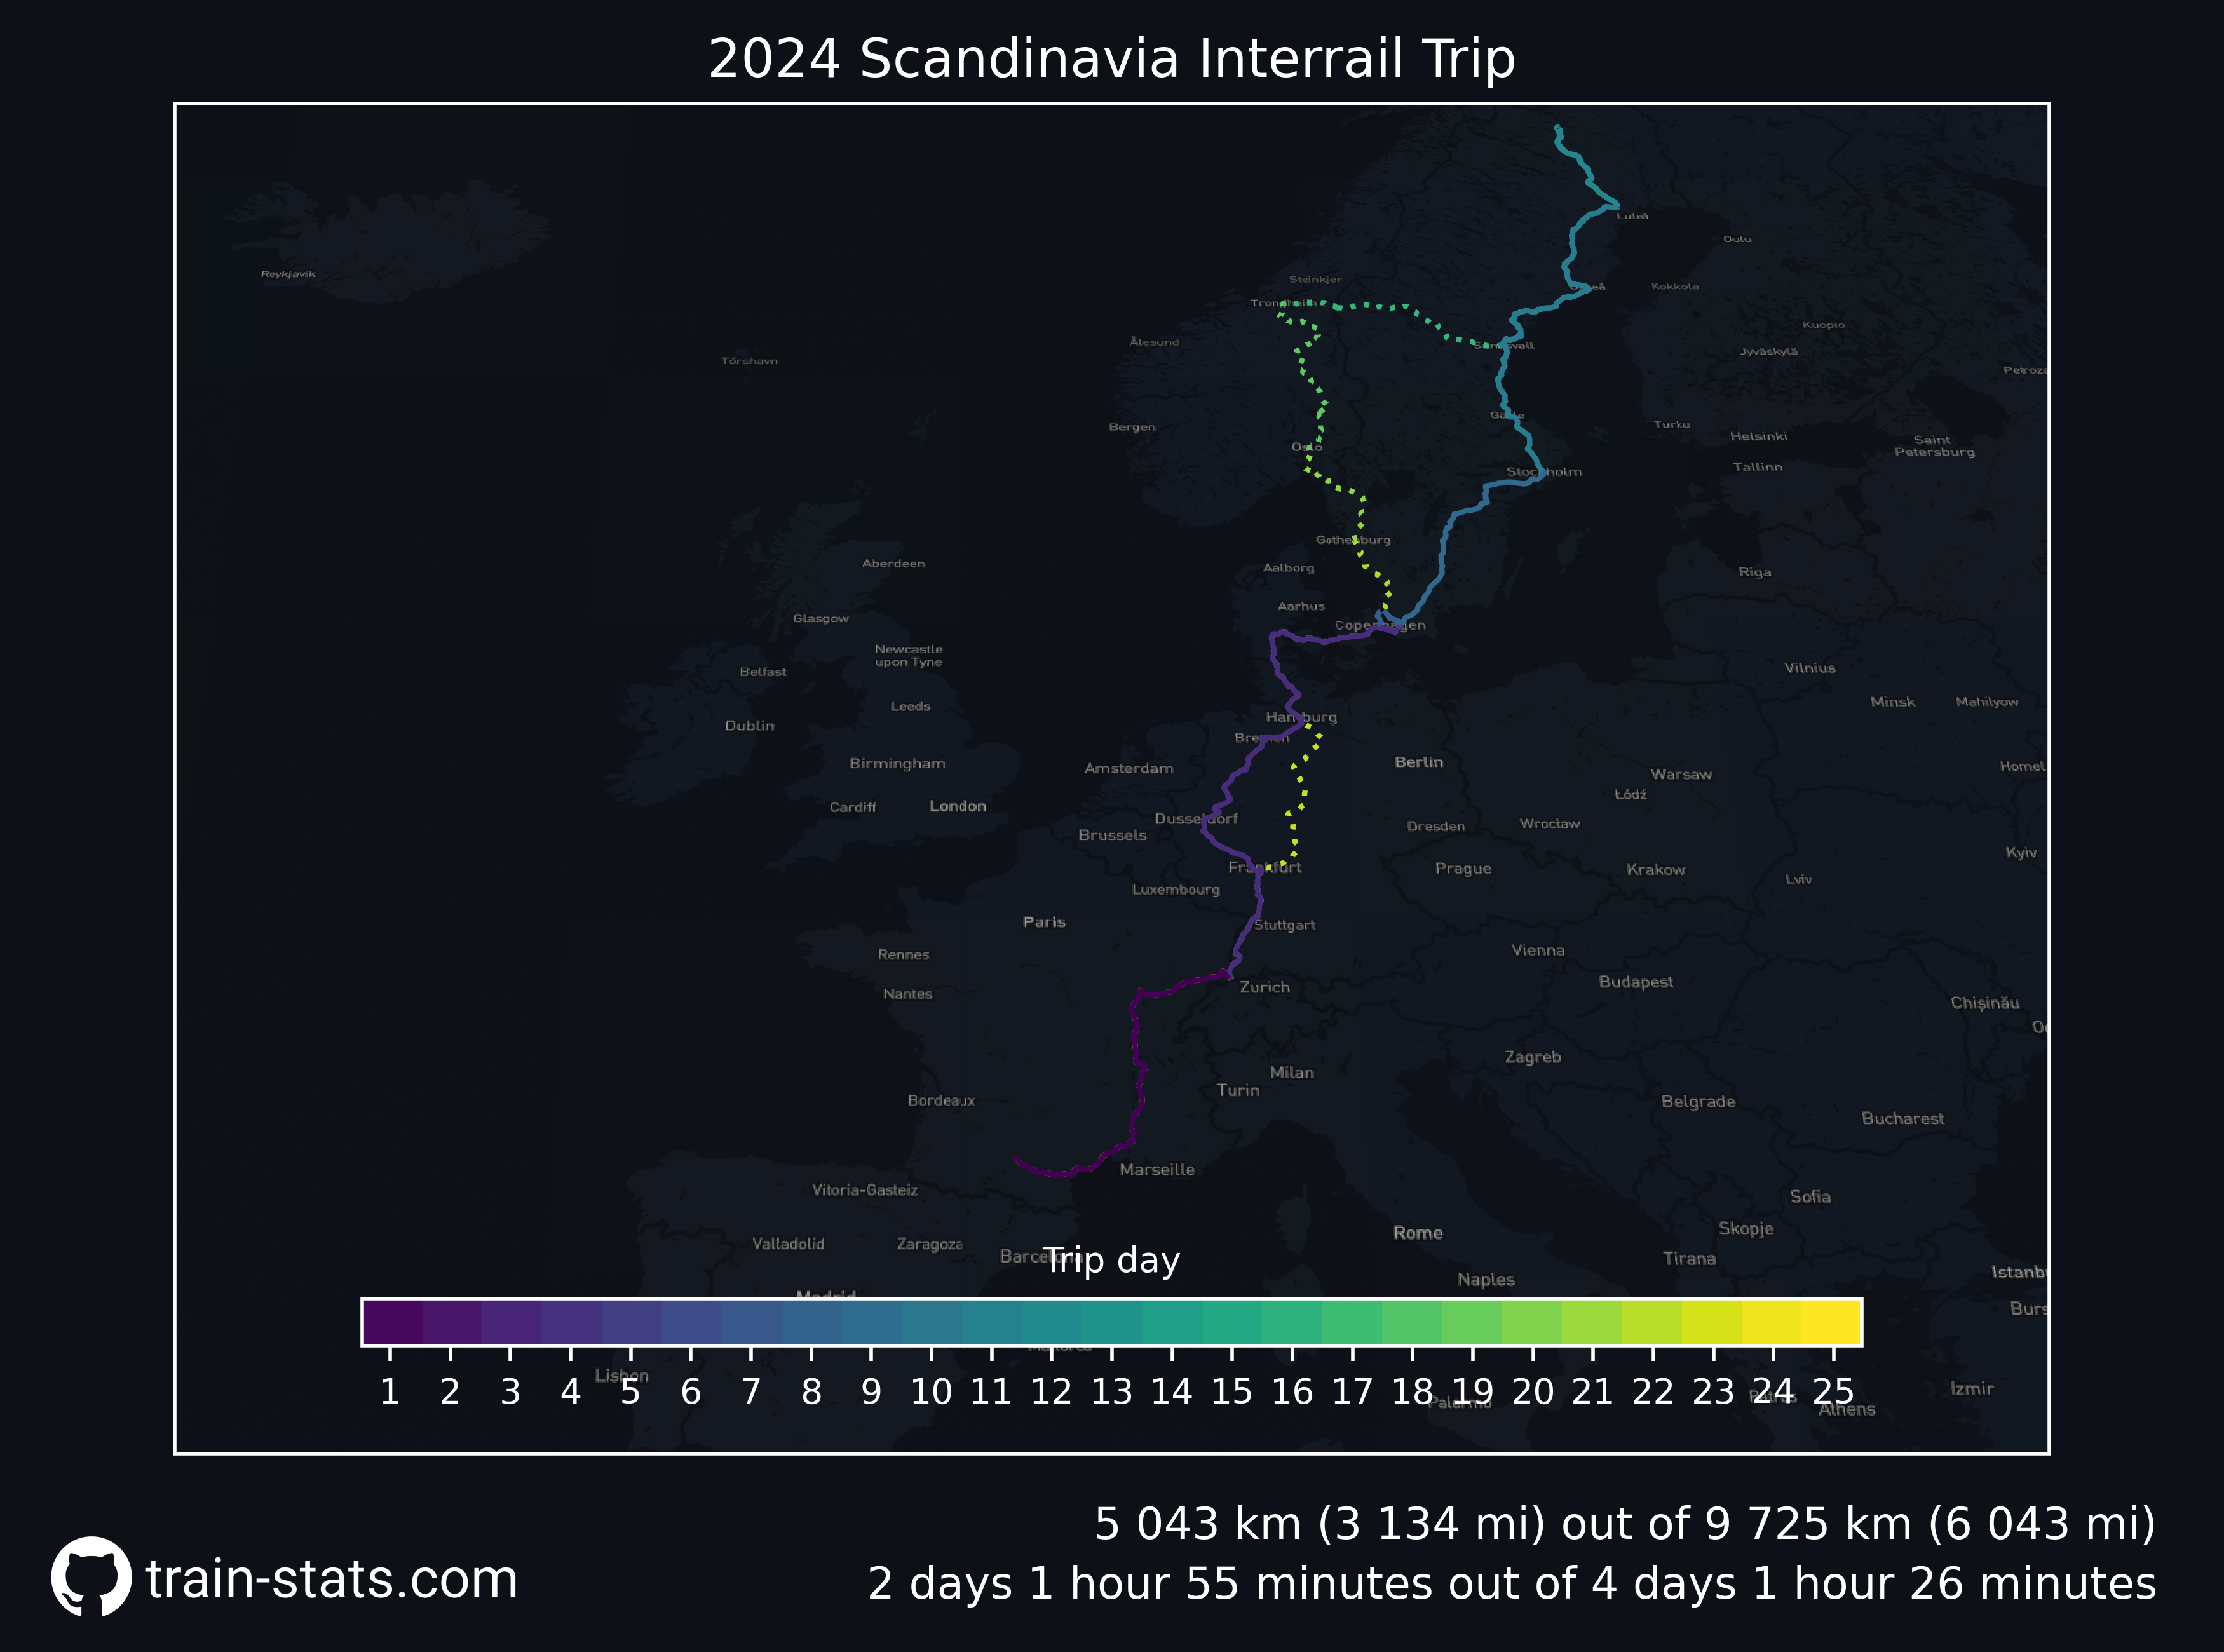 2024 Scandinavia Interrail Trip
Luleå
Oulu
Reykjavik
Steinkjer
Kokkola
Trondheim
Kuopio
Ålesund
Sundsvall
Jyväskylä
Tórshavn
Petroza
Gävle
Bergen
Turku
Helsinki
Saint
Petersburg
Oslo
Tallinn
Stockholm
Gothenburg
Aberdeen
Aalborg
Riga
Aarhus
Glasgow
Copenhagen
Newcastle
upon Tyne
Belfast
Vilnius
Leeds
Minsk
Mahilyow
Hamburg
Dublin
Bremen
Birmingham
Amsterdam
Berlin
Homel
Warsaw
Łódź
Cardiff
London
Dusseldorf
Brussels
Dresden
Wrocław
Kyiv
Frankfurt
Prague
Krakow
Lviv
Luxembourg
Paris
Stuttgart
Rennes
Vienna
Nantes
Zurich
Budapest
Chișinău
Zagreb
Milan
Turin
Bordeaux
Belgrade
Bucharest
Marseille
Vitoria-Gasteiz
Sofia
Skopje
Rome
Valladolid
Zaragoza
Barcelona
Trip day
Tirana
Naples
Istanbu
Madrid
Burs
Mallorca
Lisbon
Izmir
1 2 3 4 5 6 7 8 9 10 11 12 13 14 15 16 17 18 19 20 21 22 23 24 25
Palermo
Patras
Athens
5 043 km (3 134 mi) out of 9 725 km (6 043 mi)
train-stats.com
2 days 1 hour 55 minutes out of 4 days 1 hour 26 minutes